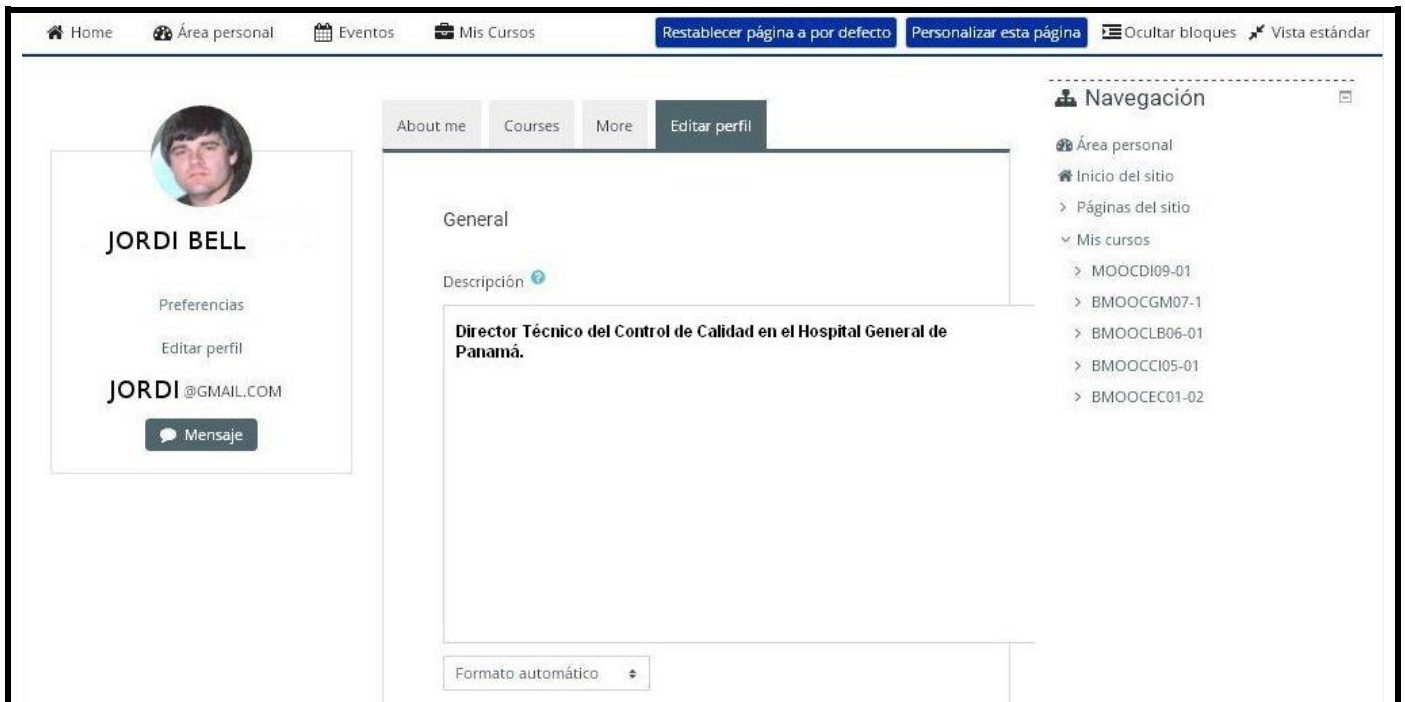 Home Área personal Eventos Mis Cursos Restablecer página a por defecto Personalizar esta página Ocultar bloques Vista estándar
JORDI BELL
Preferencias
Editar perfil
JORDI @GMAIL.COM
Mensaje
About me Courses More Editar perfil
General
Descripción
Director Técnico del Control de Calidad en el Hospital General de
Panamá.
Formato automático
Navegación
Área personal
Inicio del sitio
Páginas del sitio
Mis cursos
MOOCDI09-01
BMOOCGM07-1
BMOOCLB06-01
BMOOCCI05-01
BMOOCEC01-02